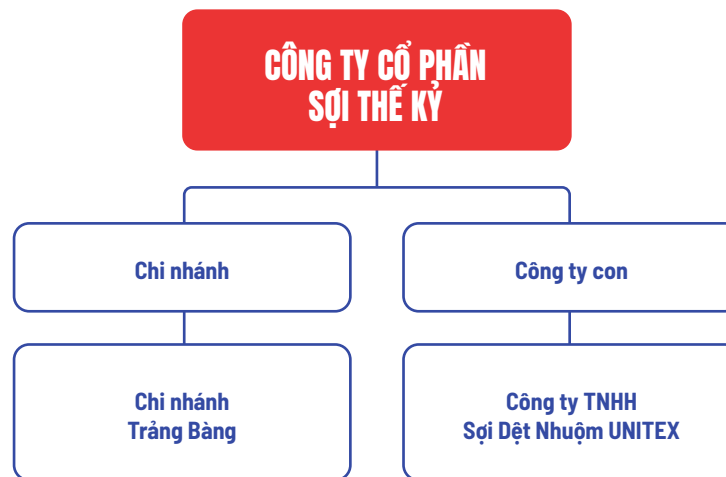 CÔNG TY CỔ PHẦN
SỢI THẾ KỶ
Chi nhánh
Công ty con
Chi nhánh
Trảng Bàng
Công ty TNHH
Sợi Dệt Nhuộm UNITEX